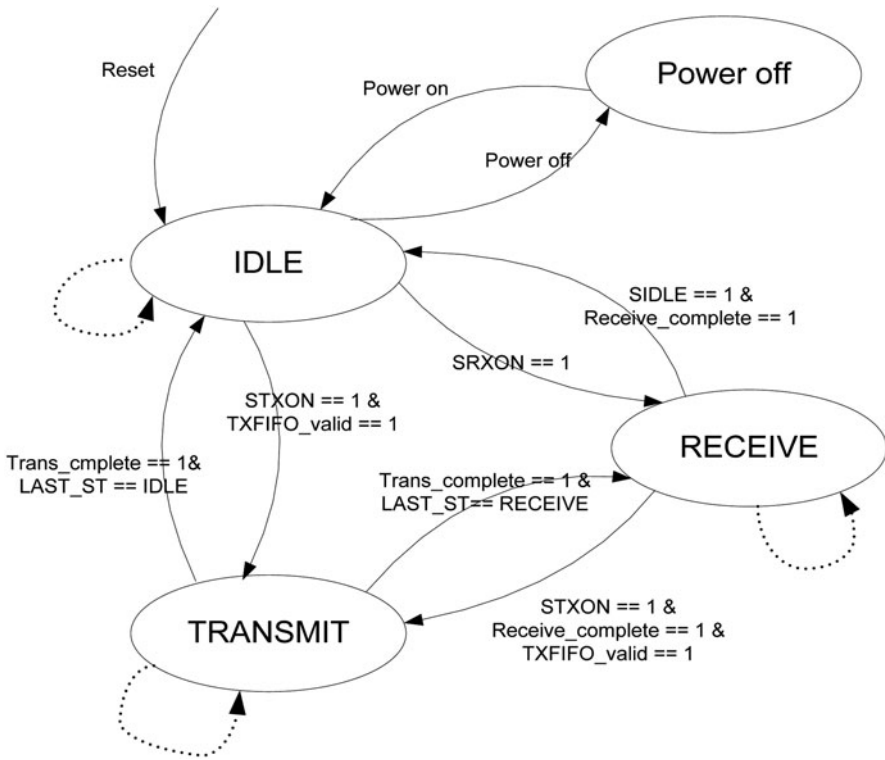 Reset
Power off
Power on
Power off
IDLE
SIDLE == 1 &
Receive_complete == 1
SRXON == 1
STXON == 1 &
TXFIFO_valid == 1
RECEIVE
Trans_cmplete == 1&
LAST_ST == IDLE
Trans_complete == 1 &
LAST_ST== RECEIVE
STXON == 1 &
Receive_complete == 1 &
TXFIFO_valid == 1
TRANSMIT